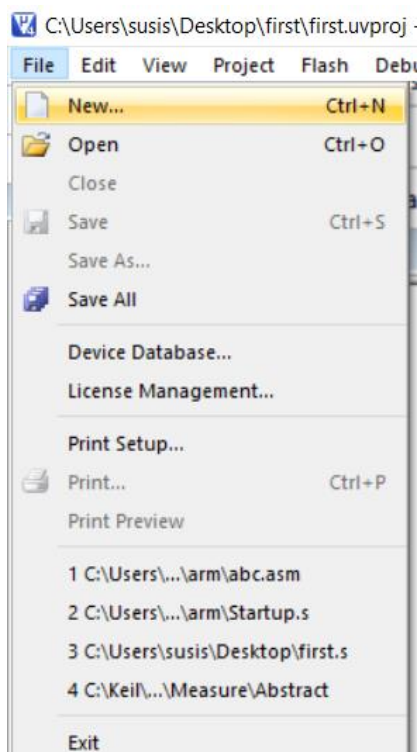 C:\Users\susis\Desktop\first\first.uvproj -
File Edit View Project Flash Debu
New... Ctrl+N
Open Ctrl+O
Close
Save Ctrl+S
Save As...
Save All
Device Database...
License Management...
Print Setup...
Print... Ctrl+P
Print Preview
1 C:\Users\...\arm\abc.asm
2 C:\Users\...\arm\Startup.s
3 C:\Users\susis\Desktop\first.s
4 C:\Keil\...\Measure\Abstract
Exit